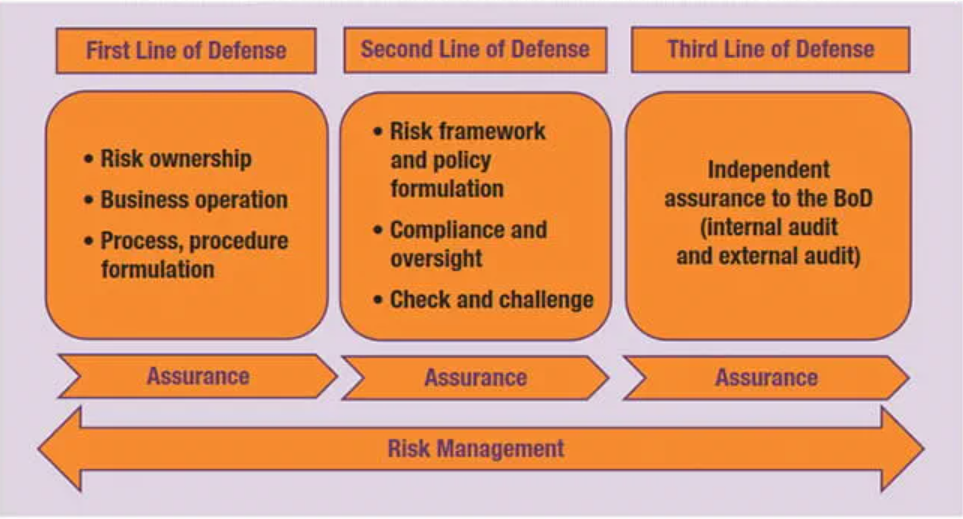 First Line of Defense
Second Line of Defense
Third Line of Defense
• Risk ownership
• Business operation
• Process, procedure
formulation
• Risk framework
and policy
formulation
• Compliance and
oversight
• Check and challenge
Independent
assurance to the BoD
(internal audit
and external audit)
Assurance
Assurance
Assurance
Risk Management